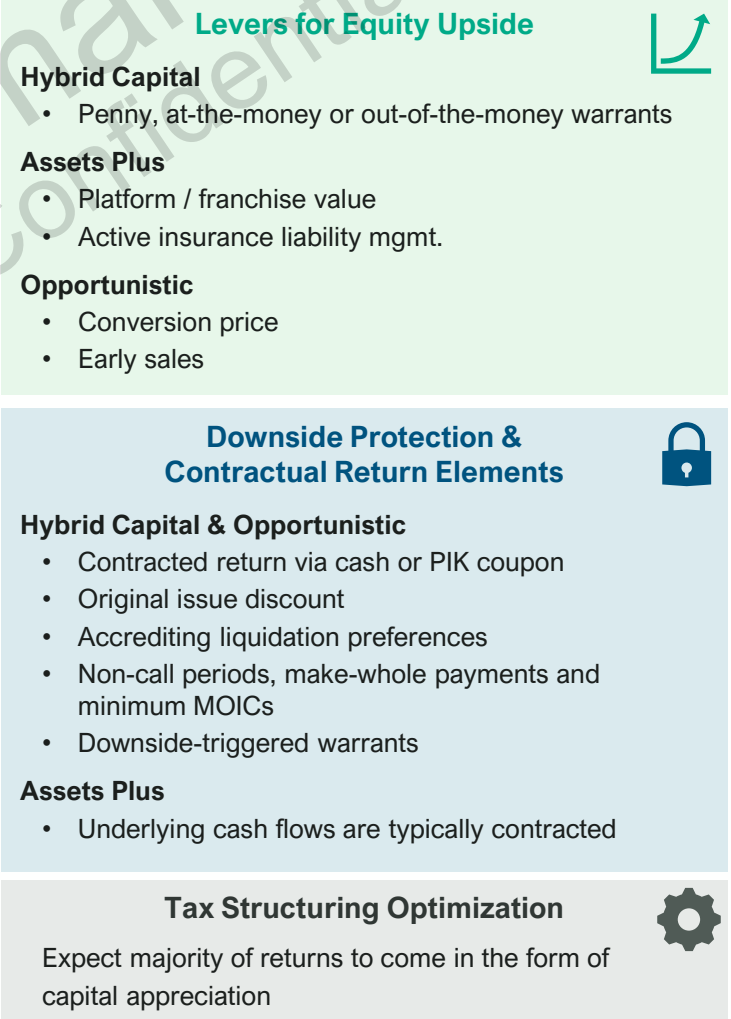 Levers for Equity Upside
Hybrid Capital
• Penny, at-the-money or out-of-the-money warrants
Assets Plus
• Platform / franchise value
• Active insurance liability mgmt.
Opportunistic
• Conversion price
• Early sales
Downside Protection &
Contractual Return Elements
Hybrid Capital & Opportunistic
• Contracted return via cash or PIK coupon
• Original issue discount
• Accrediting liquidation preferences
• Non-call periods, make-whole payments and
minimum MOICs
• Downside-triggered warrants
Assets Plus
• Underlying cash flows are typically contracted
Tax Structuring Optimization
Expect majority of returns to come in the form of
capital appreciation